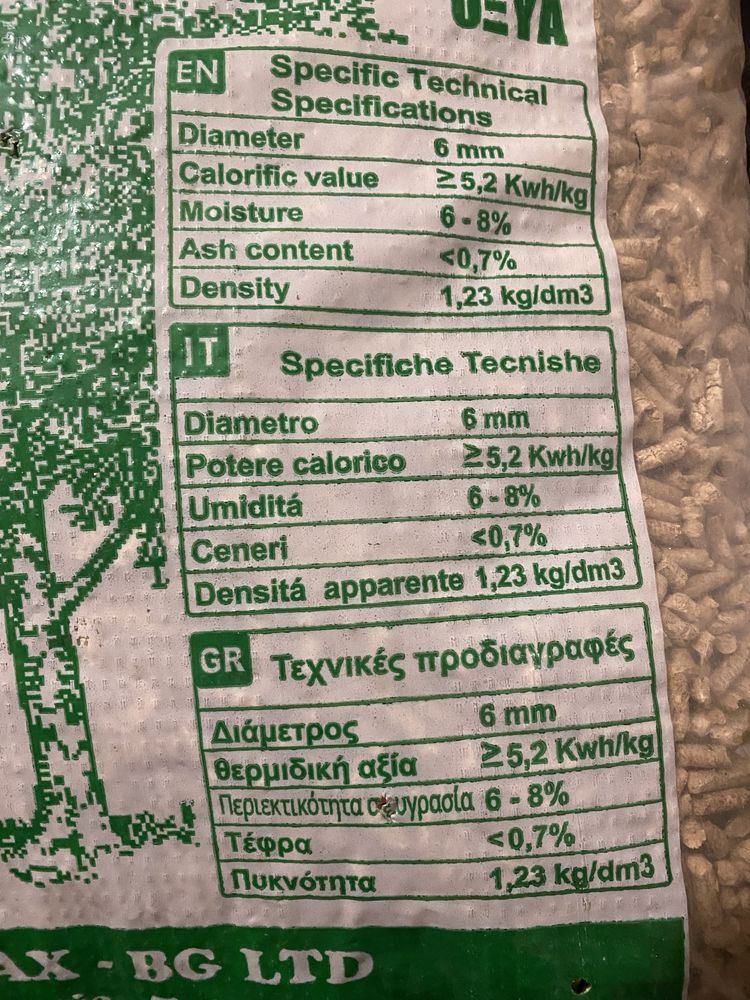 ΟΞΥΑ
EN
Specific Technical
Specifications
Diameter 6 mm
Calorific value ≥5,2 Kwh/kg
Moisture 6 - 8%
Ash content <0,7%
Density 1,23 kg/dm3
IT
Specifiche Tecnishe
Diametro 6 mm
Potere calorico ≥5,2 Kwh/kg
Umiditá 6 - 8%
Ceneri <0,7%
Densitá apparente 1,23 kg/dm3
GR
Τεχνικές προδιαγραφές
Διάμετρος 6 mm
θερμιδική αξία ≥5,2 Kwh/kg
Περιεκτικότητα 6 - 8%
Τέφρα <0,7%
Πυκνότητα 1,23 kg/dm3
AX - BG LTD